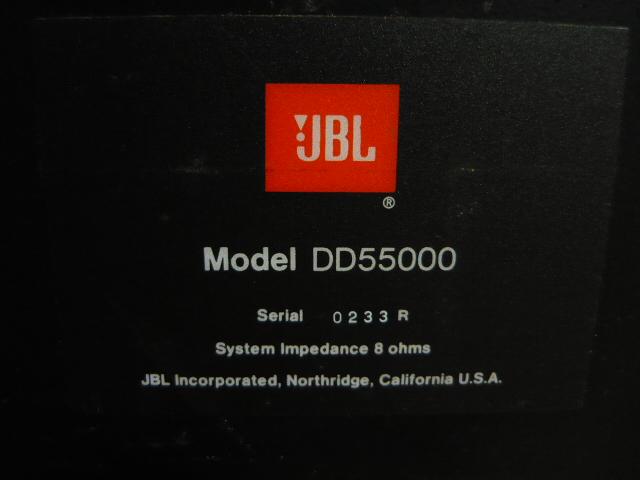 JBL
®
Model DD55000
Serial 0233 R
System Impedance 8 ohms
JBL Incorporated, Northridge, California U.S.A.